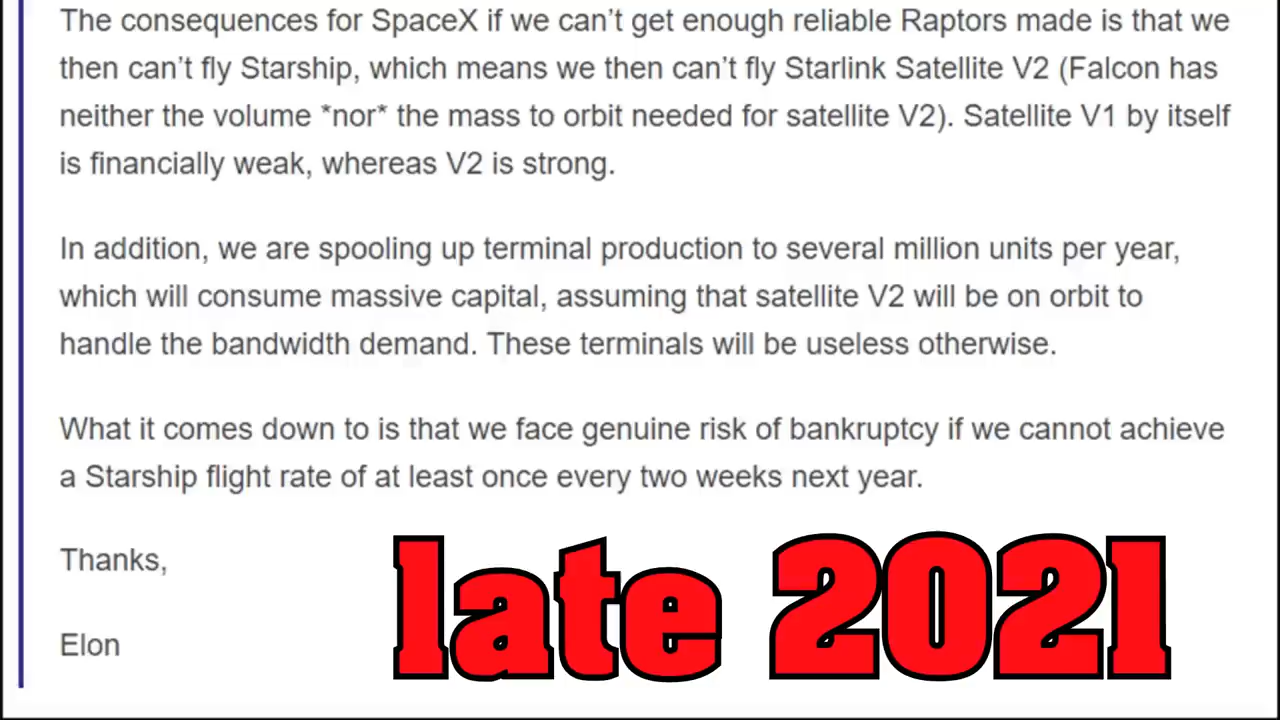 The consequences for SpaceX if we can’t get enough reliable Raptors made is that we
then can’t fly Starship, which means we then can’t fly Starlink Satellite V2 (Falcon has
neither the volume *nor* the mass to orbit needed for satellite V2). Satellite V1 by itself
is financially weak, whereas V2 is strong.
In addition, we are spooling up terminal production to several million units per year,
which will consume massive capital, assuming that satellite V2 will be on orbit to
handle the bandwidth demand. These terminals will be useless otherwise.
What it comes down to is that we face genuine risk of bankruptcy if we cannot achieve
a Starship flight rate of at least once every two weeks next year.
Thanks,
Elon
late 2021